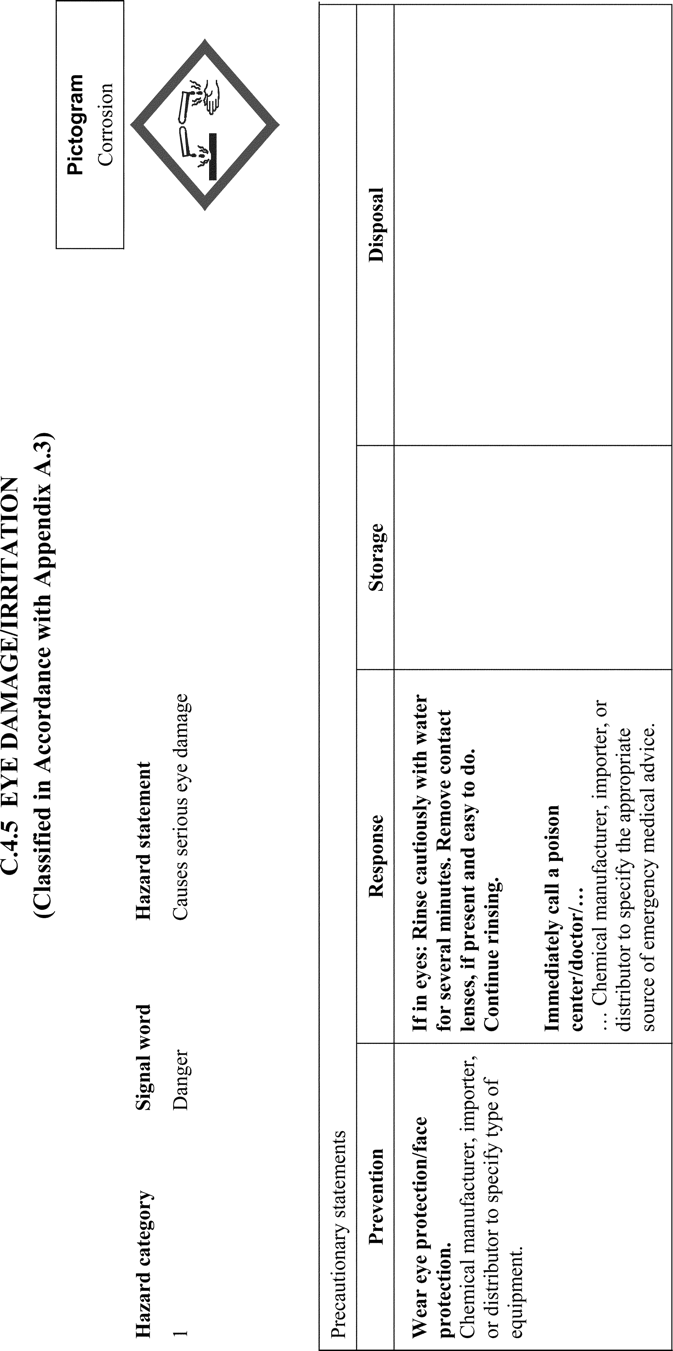 C.4.5 EYE DAMAGE/IRRITATION
(Classified in Accordance with Appendix A.3)
Pictogram
Corrosion
Hazard category
Signal word
Hazard statement
1
Danger
Causes serious eye damage
Precautionary statements
Prevention
Response
Storage
Disposal
Wear eye protection/face
protection.
Chemical manufacturer, importer,
or distributor to specify type of
equipment.
If in eyes: Rinse cautiously with water
for several minutes. Remove contact
lenses, if present and easy to do.
Continue rinsing.
Immediately call a poison
center/doctor/…
… Chemical manufacturer, importer, or
distributor to specify the appropriate
source of emergency medical advice.